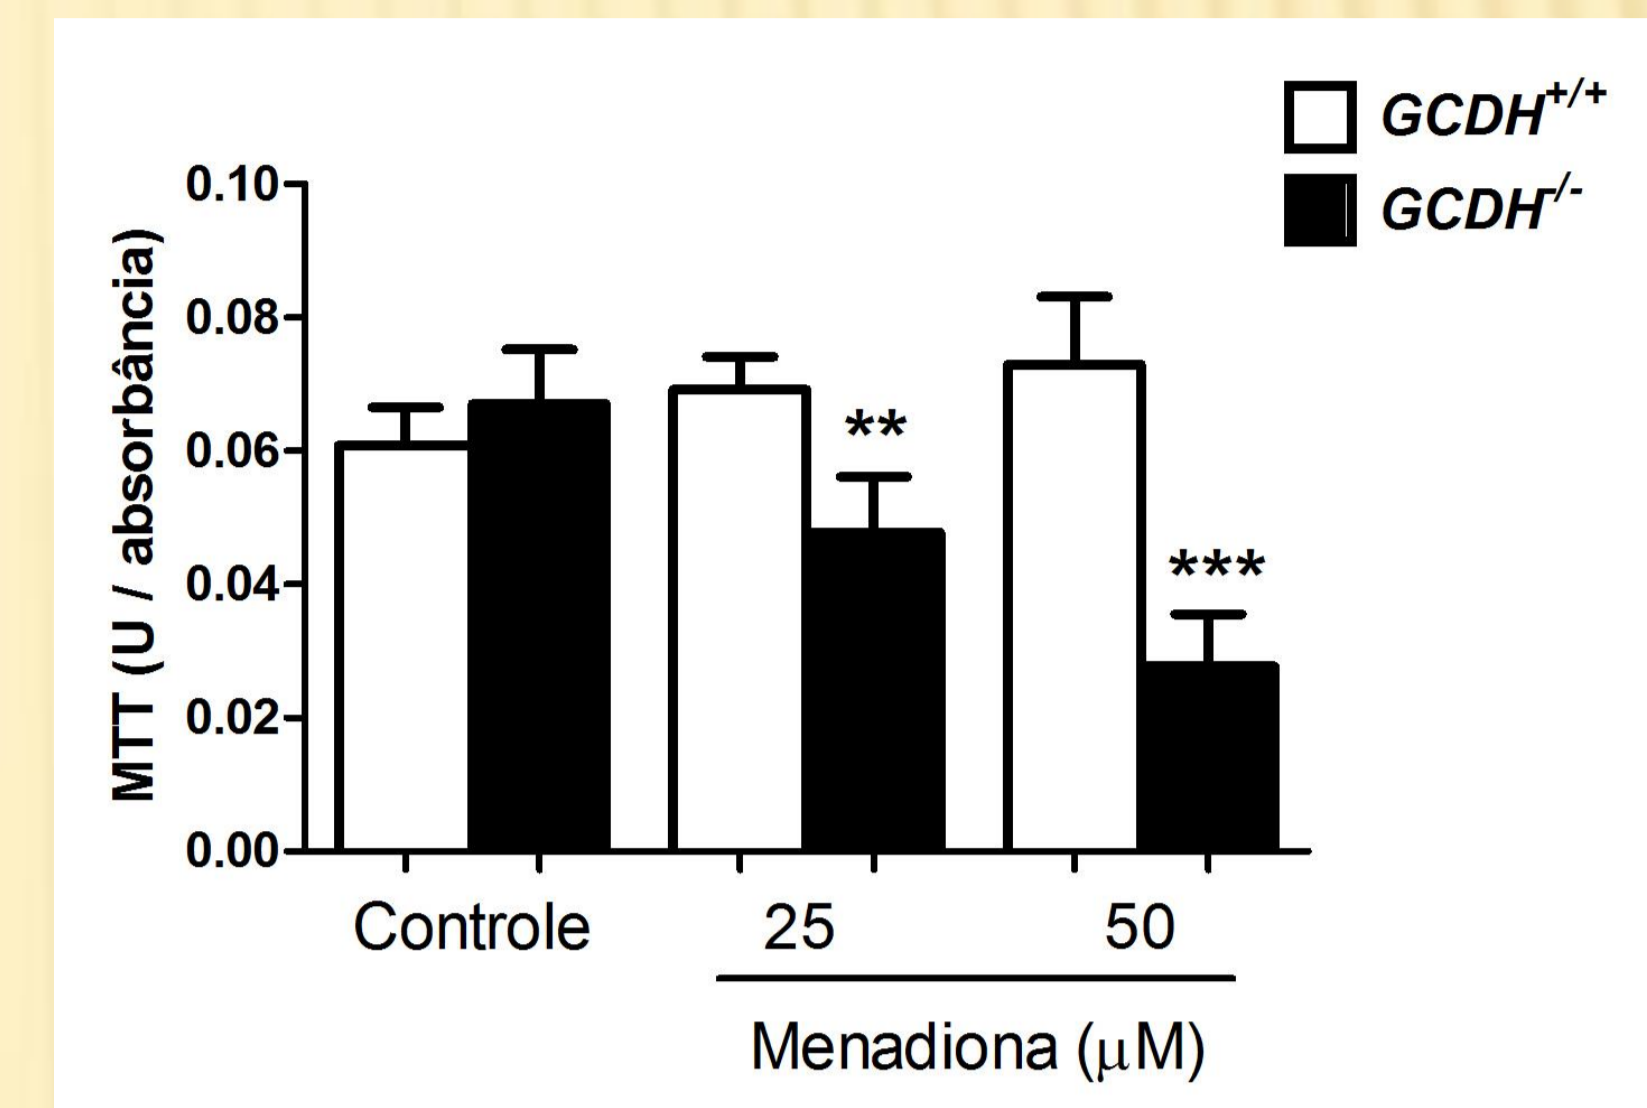 GCDH+/+
GCDH-/-
MTT (U / absorbância)
0.10
0.08
0.06
0.04
0.02
0.00
**
***
Controle
25
50
Menadiona (μM)